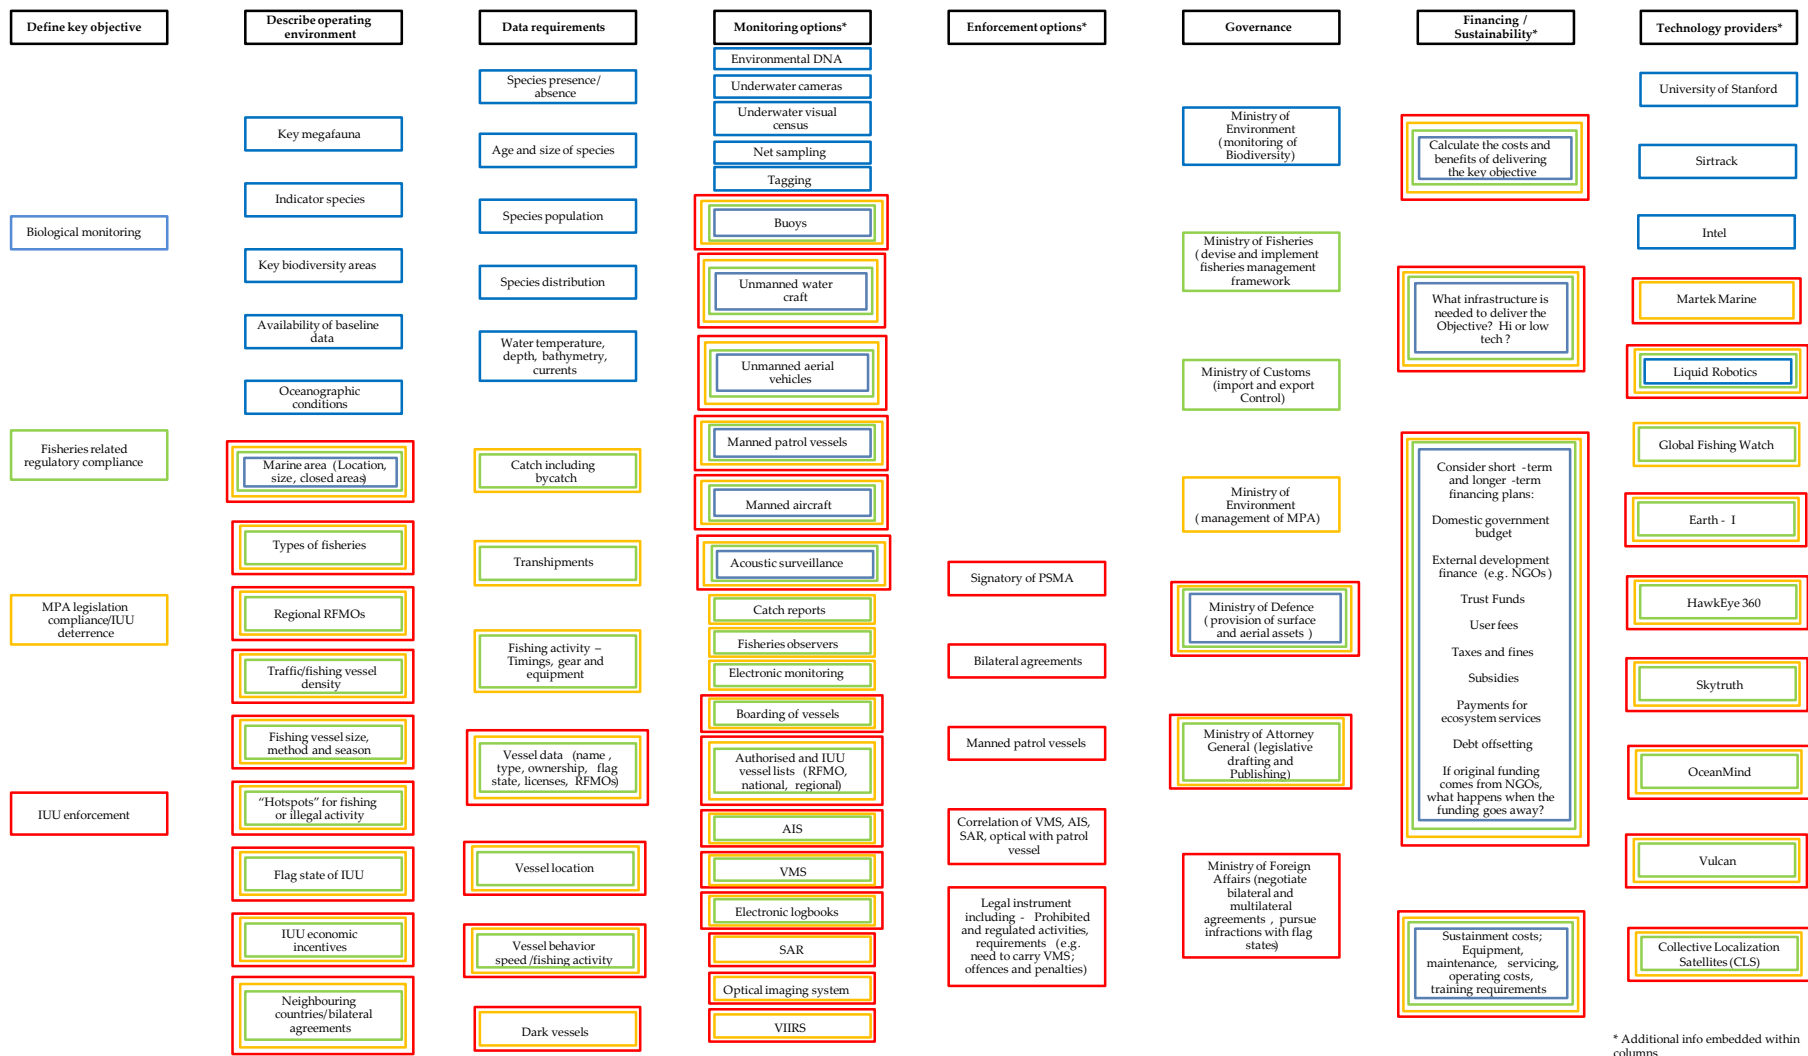 Define key objective
Biological monitoring
Fisheries related
regulatory compliance
MPA legislation
compliance/IUU
deterrence
IUU enforcement
Describe operating
environment
Key megafauna
Indicator species
Key biodiversity areas
Availability of baseline
data
Oceanographic
conditions
Marine area (Location,
size, closed areas)
Types of fisheries
Regional RFMOs
Traffic/fishing vessel
density
Fishing vessel size,
method and season
“Hotspots” for fishing
or illegal activity
Flag state of IUU
IUU economic
incentives
Neighbouring
countries/bilateral
agreements
Data requirements
Species presence/
absence
Age and size of species
Species population
Species distribution
Water temperature,
depth, bathymetry,
currents
Catch including
bycatch
Transhipments
Fishing activity –
Timings, gear and
equipment
Vessel data (name ,
type, ownership, flag
state, licenses, RFMOs)
Vessel location
Vessel behavior
speed /fishing activity
Dark vessels
Monitoring options*
Environmental DNA
Underwater cameras
Underwater visual
census
Net sampling
Tagging
Buoys
Unmanned water
craft
Unmanned aerial
vehicles
Manned patrol vessels
Manned aircraft
Acoustic surveillance
Catch reports
Fisheries observers
Electronic monitoring
Boarding of vessels
Authorised and IUU
vessel lists (RFMO,
national, regional)
AIS
VMS
Electronic logbooks
SAR
Optical imaging system
VIIRS
Enforcement options*
Signatory of PSMA
Bilateral agreements
Manned patrol vessels
Correlation of VMS, AIS,
SAR, optical with patrol
vessel
Legal instrument
including - Prohibited
and regulated activities,
requirements (e.g.
need to carry VMS;
offences and penalties)
Governance
Ministry of
Environment
(monitoring of
Biodiversity)
Ministry of Fisheries
(devise and implement
fisheries management
framework
Ministry of Customs
(import and export
Control)
Ministry of
Environment
(management of MPA)
Ministry of Defence
( provision of surface
and aerial assets )
Ministry of Attorney
General (legislative
drafting and
Publishing)
Ministry of Foreign
Affairs (negotiate
bilateral and
multilateral
agreements , pursue
infractions with flag
states)
Financing /
Sustainability*
Calculate the costs and
benefits of delivering
the key objective
What infrastructure is
needed to deliver the
Objective? Hi or low
tech ?
Consider short -term
and longer -term
financing plans:
Domestic government
budget
External development
finance (e.g. NGOs)
Trust Funds
User fees
Taxes and fines
Subsidies
Payments for
ecosystem services
Debt offsetting
If original funding
comes from NGOs,
what happens when the
funding goes away?
Sustainment costs;
Equipment,
maintenance, servicing,
operating costs,
training requirements
Technology providers*
University of Stanford
Sirtrack
Intel
Martek Marine
Liquid Robotics
Global Fishing Watch
Earth - I
HawkEye 360
Skytruth
OceanMind
Vulcan
Collective Localization
Satellites (CLS)
* Additional info embedded within
columns